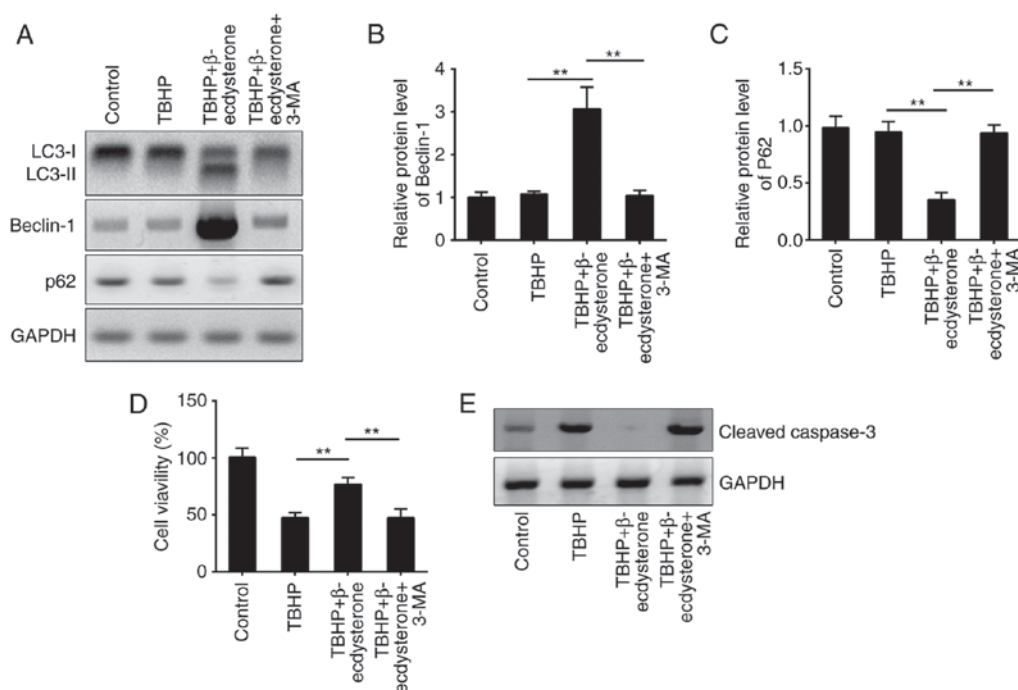 A
Control
TBHP
TBHP+β-
ecdysterone
TBHP+β-
ecdysterone+
3-MA
LC3-I
LC3-II
Beclin-1
p62
GAPDH
B
Relative protein level
of Beclin-1
4
3
2
1
0
**
**
Control
TBHP
TBHP+β-
ecdysterone
TBHP+β-
ecdysterone+
3-MA
C
Relative protein level
of P62
1.5
1.0
0.5
0.0
**
**
Control
TBHP
TBHP+β-
ecdysterone
TBHP+β-
ecdysterone+
3-MA
D
Cell viavility (%)
150
100
50
0
**
**
Control
TBHP
TBHP+β-
ecdysterone
TBHP+β-
ecdysterone+
3-MA
E
Cleaved caspase-3
GAPDH
Control
TBHP
TBHP+β-
ecdysterone
TBHP+β-
ecdysterone+
3-MA